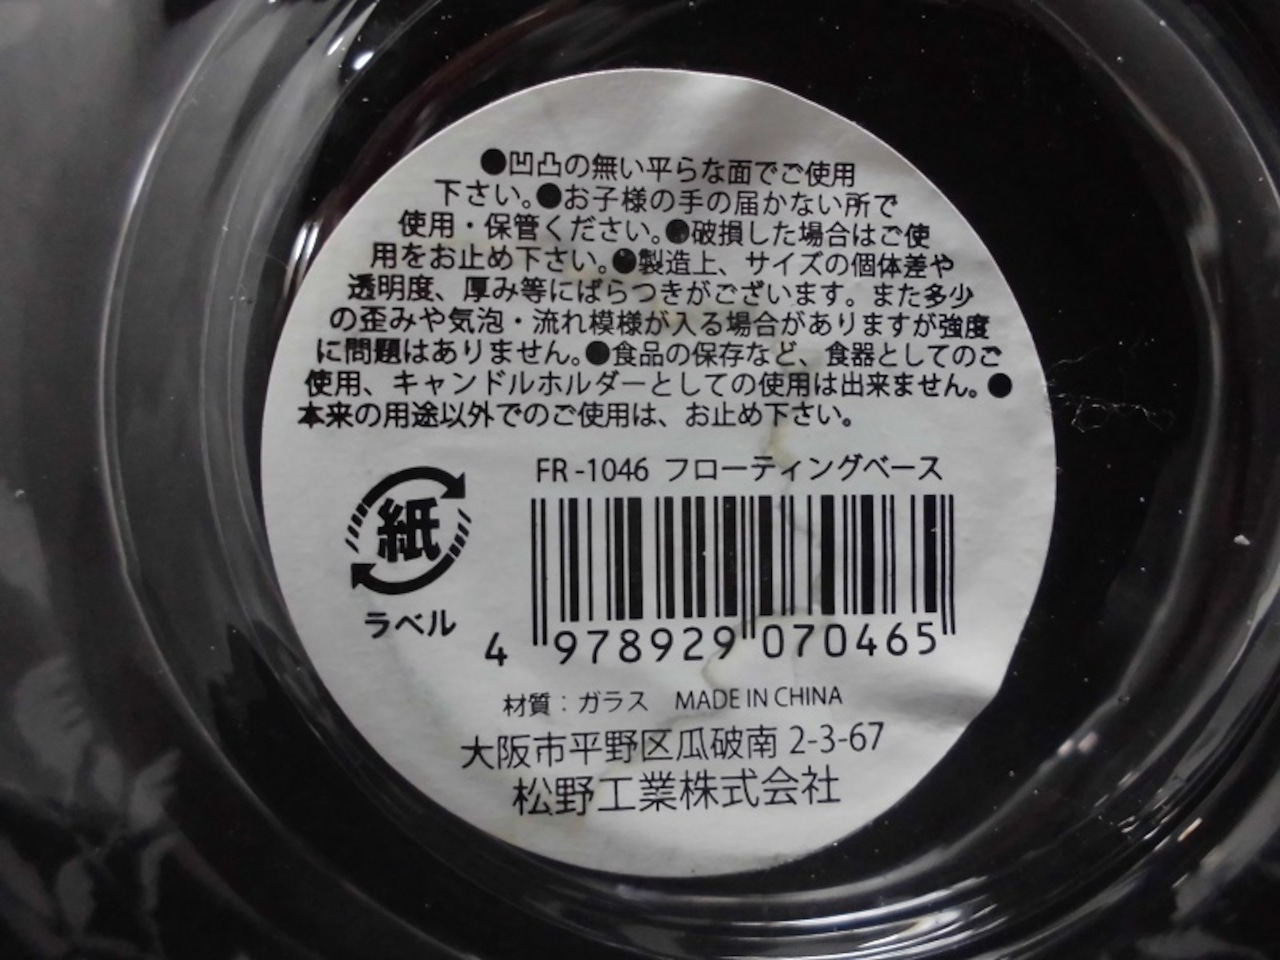 ●凹凸の無い平らな面でご使用
下さい。●お子様の手の届かない所で
使用・保管ください。●破損した場合はご使
用をお止め下さい。●製造上、サイズの個体差や
透明度、厚み等にばらつきがございます。また多少
の歪みや気泡・流れ模様が入る場合がありますが強度
に問題はありません。●食品の保存など、食器としてのご
使用、キャンドルホルダーとしての使用は出来ません。●
本来の用途以外でのご使用は、お止め下さい。
FR-1046 フローティングベース
紙
ラベル
4 978929 070465
材質：ガラス MADE IN CHINA
大阪市平野区瓜破南 2-3-67
松野工業株式会社